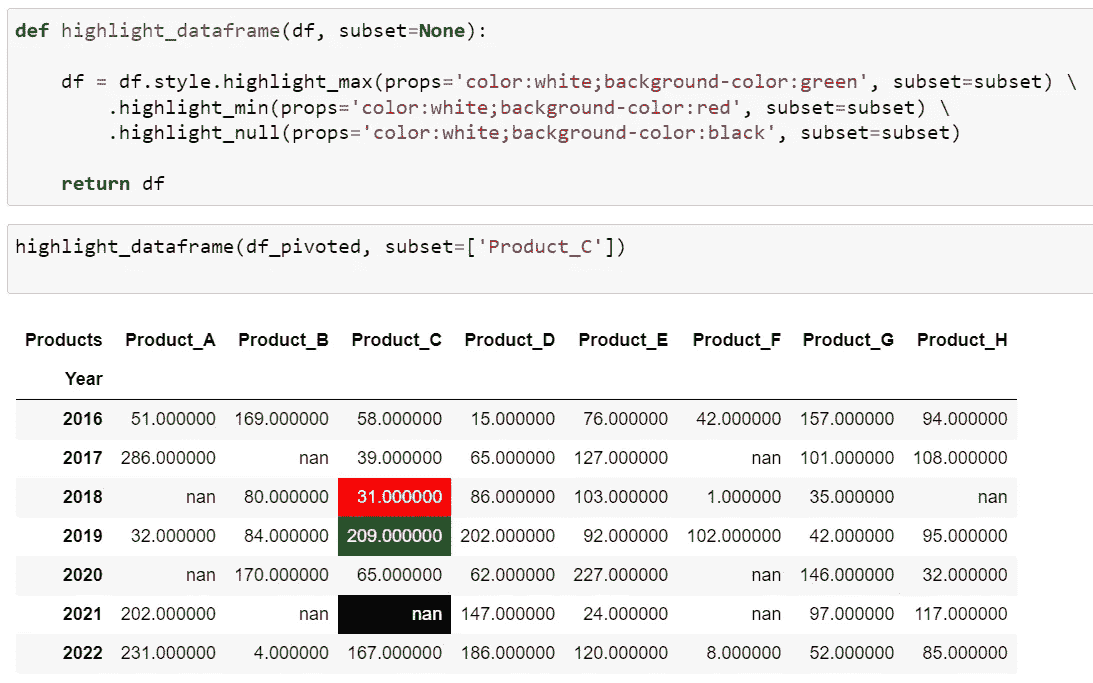 def highlight_dataframe(df, subset=None):
df = df.style.highlight_max(props='color:white;background-color:green', subset=subset) \
.highlight_min(props='color:white;background-color:red', subset=subset) \
.highlight_null(props='color:white;background-color:black', subset=subset)
return df
highlight_dataframe(df_pivoted, subset=['Product_C'])
Products Product_A Product_B Product_C Product_D Product_E Product_F Product_G Product_H
Year
2016 51.000000 169.000000 58.000000 15.000000 76.000000 42.000000 157.000000 94.000000
2017 286.000000 nan 39.000000 65.000000 127.000000 nan 101.000000 108.000000
2018 nan 80.000000 31.000000 86.000000 103.000000 1.000000 35.000000 nan
2019 32.000000 84.000000 209.000000 202.000000 92.000000 102.000000 42.000000 95.000000
2020 nan 170.000000 65.000000 62.000000 227.000000 nan 146.000000 32.000000
2021 202.000000 nan nan 147.000000 24.000000 nan 97.000000 117.000000
2022 231.000000 4.000000 167.000000 186.000000 120.000000 8.000000 52.000000 85.000000